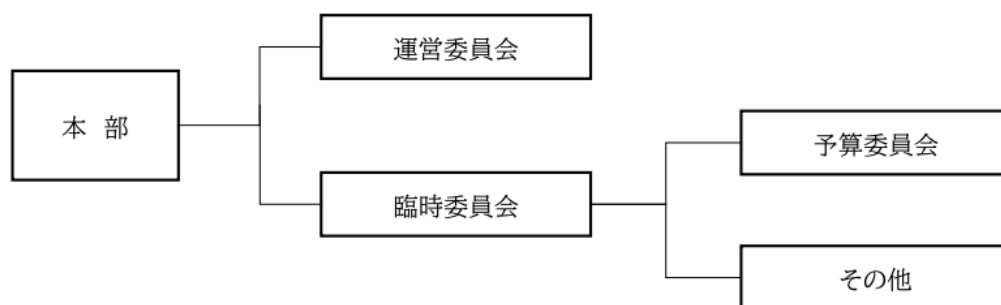 本 部
運営委員会
臨時委員会
予算委員会
その他